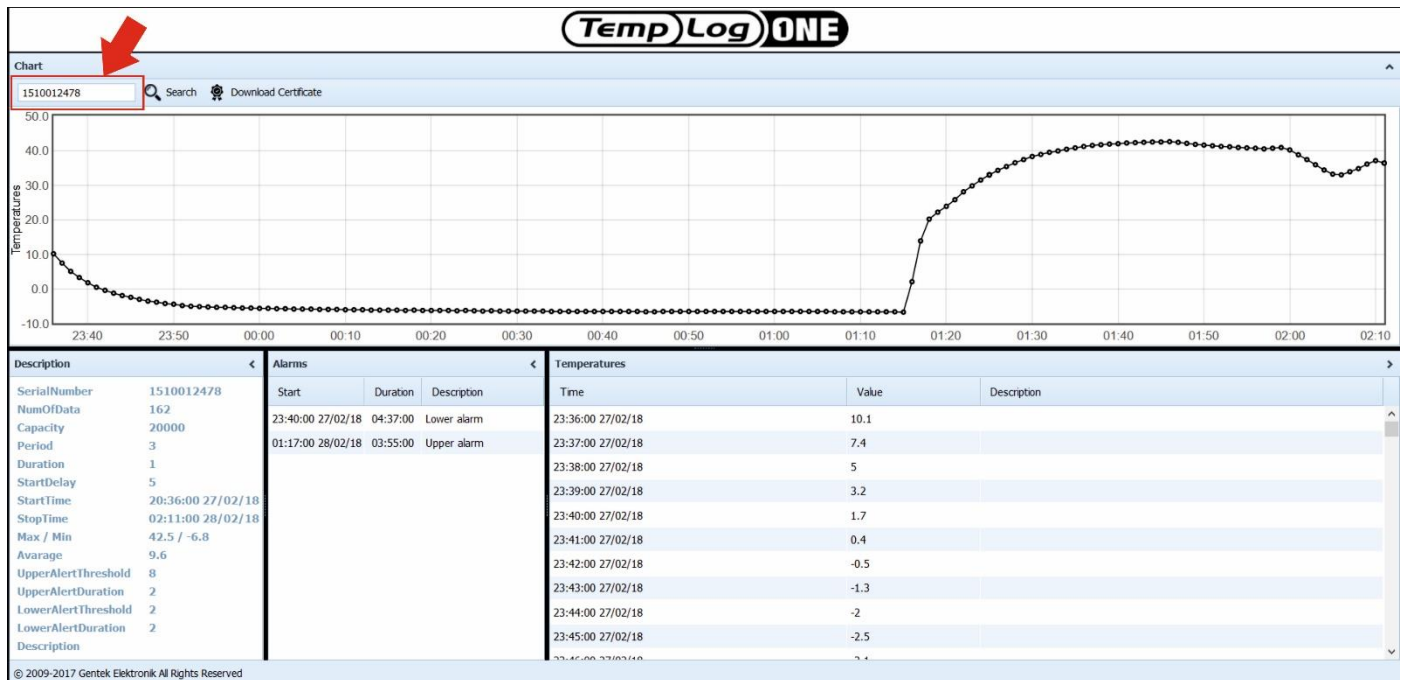 Temp Log ONE
Chart
1510012478 Search Download Certificate
Temperatures
50.0
40.0
30.0
20.0
10.0
0.0
-10.0
23:40 23:50 00:00 00:10 00:20 00:30 00:40 00:50 01:00 01:10 01:20 01:30 01:40 01:50 02:00 02:10
Description
SerialNumber 1510012478
NumOfData 162
Capacity 20000
Period 3
Duration 1
StartDelay 5
StartTime 20:36:00 27/02/18
StopTime 02:11:00 28/02/18
Max / Min 42.5 / -6.8
Avarage 9.6
UpperAlertThreshold 8
UpperAlertDuration 2
LowerAlertThreshold 2
LowerAlertDuration 2
Description
Alarms
Start Duration Description
23:40:00 27/02/18 04:37:00 Lower alarm
01:17:00 28/02/18 03:55:00 Upper alarm
Temperatures
Time Value Description
23:36:00 27/02/18 10.1
23:37:00 27/02/18 7.4
23:38:00 27/02/18 5
23:39:00 27/02/18 3.2
23:40:00 27/02/18 1.7
23:41:00 27/02/18 0.4
23:42:00 27/02/18 -0.5
23:43:00 27/02/18 -1.3
23:44:00 27/02/18 -2
23:45:00 27/02/18 -2.5
© 2009-2017 Gentek Elektronik All Rights Reserved